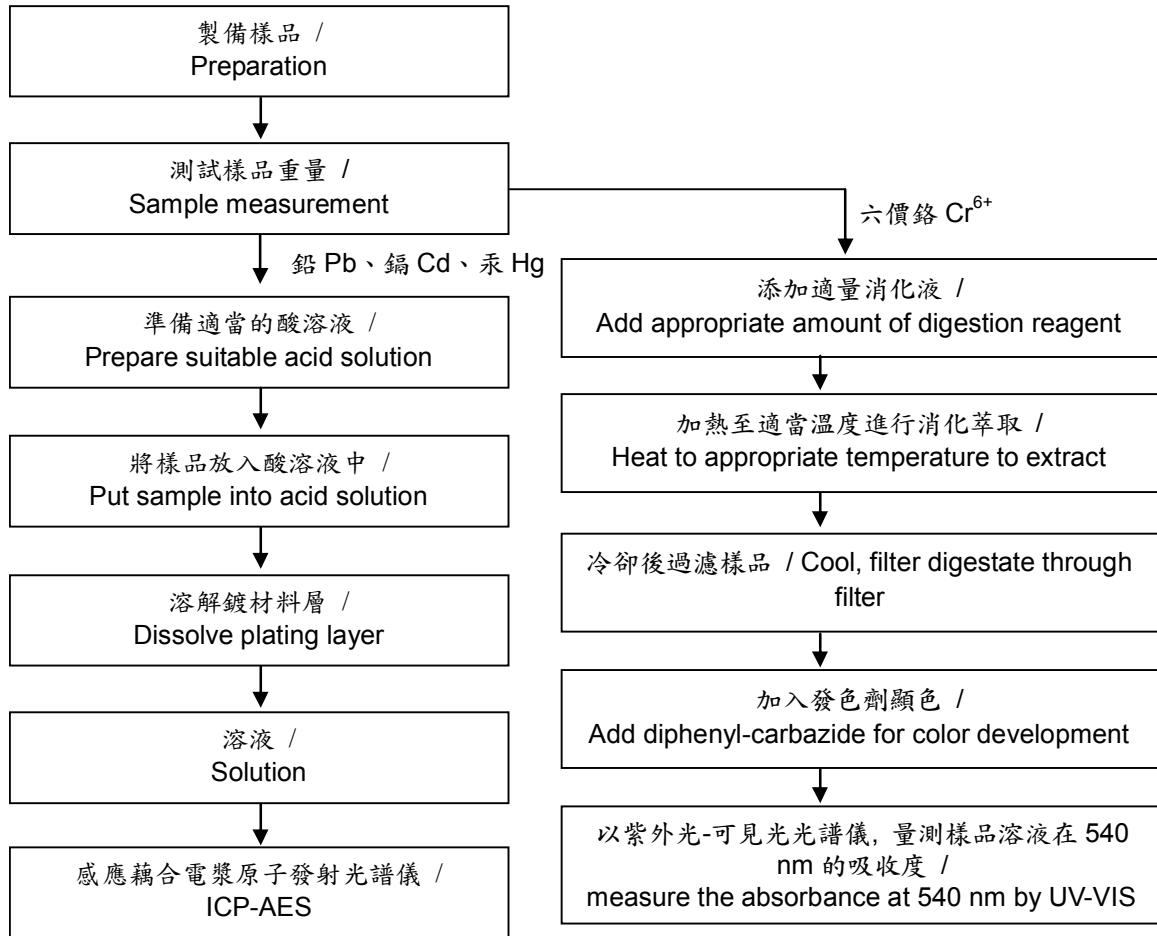 製備樣品 /
Preparation
測試樣品重量 /
Sample measurement
鉛 Pb、鎘 Cd、汞 Hg
準備適當的酸溶液 /
Prepare suitable acid solution
將樣品放入酸溶液中 /
Put sample into acid solution
溶解鍍材料層 /
Dissolve plating layer
溶液 /
Solution
感應藕合電漿原子發射光譜儀 /
ICP-AES
六價鉻 Cr⁶⁺
添加適量消化液 /
Add appropriate amount of digestion reagent
加熱至適當溫度進行消化萃取 /
Heat to appropriate temperature to extract
冷卻後過濾樣品 / Cool, filter digestate through
filter
加入發色劑顯色 /
Add diphenyl-carbazide for color development
以紫外光-可見光光譜儀, 量測樣品溶液在 540
nm 的吸收度 /
measure the absorbance at 540 nm by UV-VIS